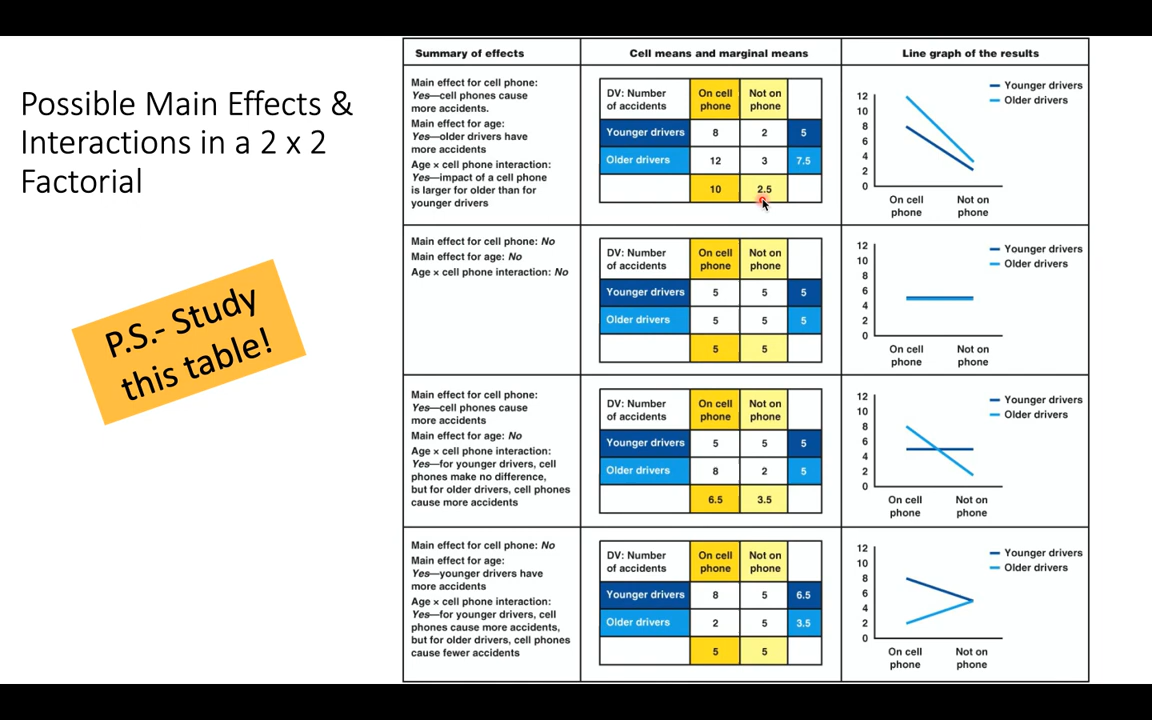 Possible Main Effects &
Interactions in a 2 x 2
Factorial
P.S.- Study
this table!
Summary of effects
Cell means and marginal means
Line graph of the results
Main effect for cell phone:
Yes—cell phones cause
more accidents.
Main effect for age:
Yes—older drivers have
more accidents
Age × cell phone interaction:
Yes—impact of a cell phone
is larger for older than for
younger drivers
DV: Number
of accidents
On cell
phone
Not on
phone
Younger drivers 8 2 5
Older drivers 12 3 7.5
10 2.5
Younger drivers
Older drivers
12
10
8
6
4
2
0
On cell
phone
Not on
phone
Main effect for cell phone: No
Main effect for age: No
Age × cell phone interaction: No
DV: Number
of accidents
On cell
phone
Not on
phone
Younger drivers 5 5 5
Older drivers 5 5 5
5 5
Younger drivers
Older drivers
12
10
8
6
4
2
0
On cell
phone
Not on
phone
Main effect for cell phone:
Yes—cell phones cause
more accidents
Main effect for age: No
Age × cell phone interaction:
Yes—for younger drivers, cell
phones make no difference,
but for older drivers, cell phones
cause more accidents
DV: Number
of accidents
On cell
phone
Not on
phone
Younger drivers 5 5 5
Older drivers 8 2 5
6.5 3.5
Younger drivers
Older drivers
12
10
8
6
4
2
0
On cell
phone
Not on
phone
Main effect for cell phone: No
Main effect for age:
Yes—younger drivers have
more accidents
Age × cell phone interaction:
Yes—for younger drivers, cell
phones cause more accidents,
but for older drivers, cell phones
cause fewer accidents
DV: Number
of accidents
On cell
phone
Not on
phone
Younger drivers 8 5 6.5
Older drivers 2 5 3.5
5 5
Younger drivers
Older drivers
12
10
8
6
4
2
0
On cell
phone
Not on
phone